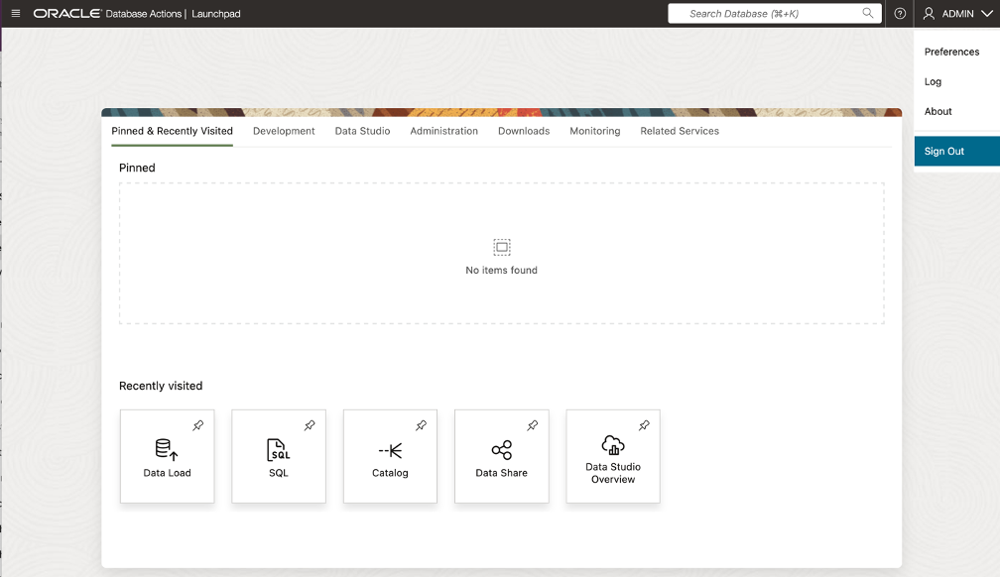 ORACLE Database Actions | Launchpad
Search Database (⌘+K)
ADMIN
Preferences
Log
About
Sign Out
Pinned & Recently Visited Development Data Studio Administration Downloads Monitoring Related Services
Pinned
No items found
Recently visited
Data Load
SQL
SQL
Catalog
Data Share
Data Studio
Overview